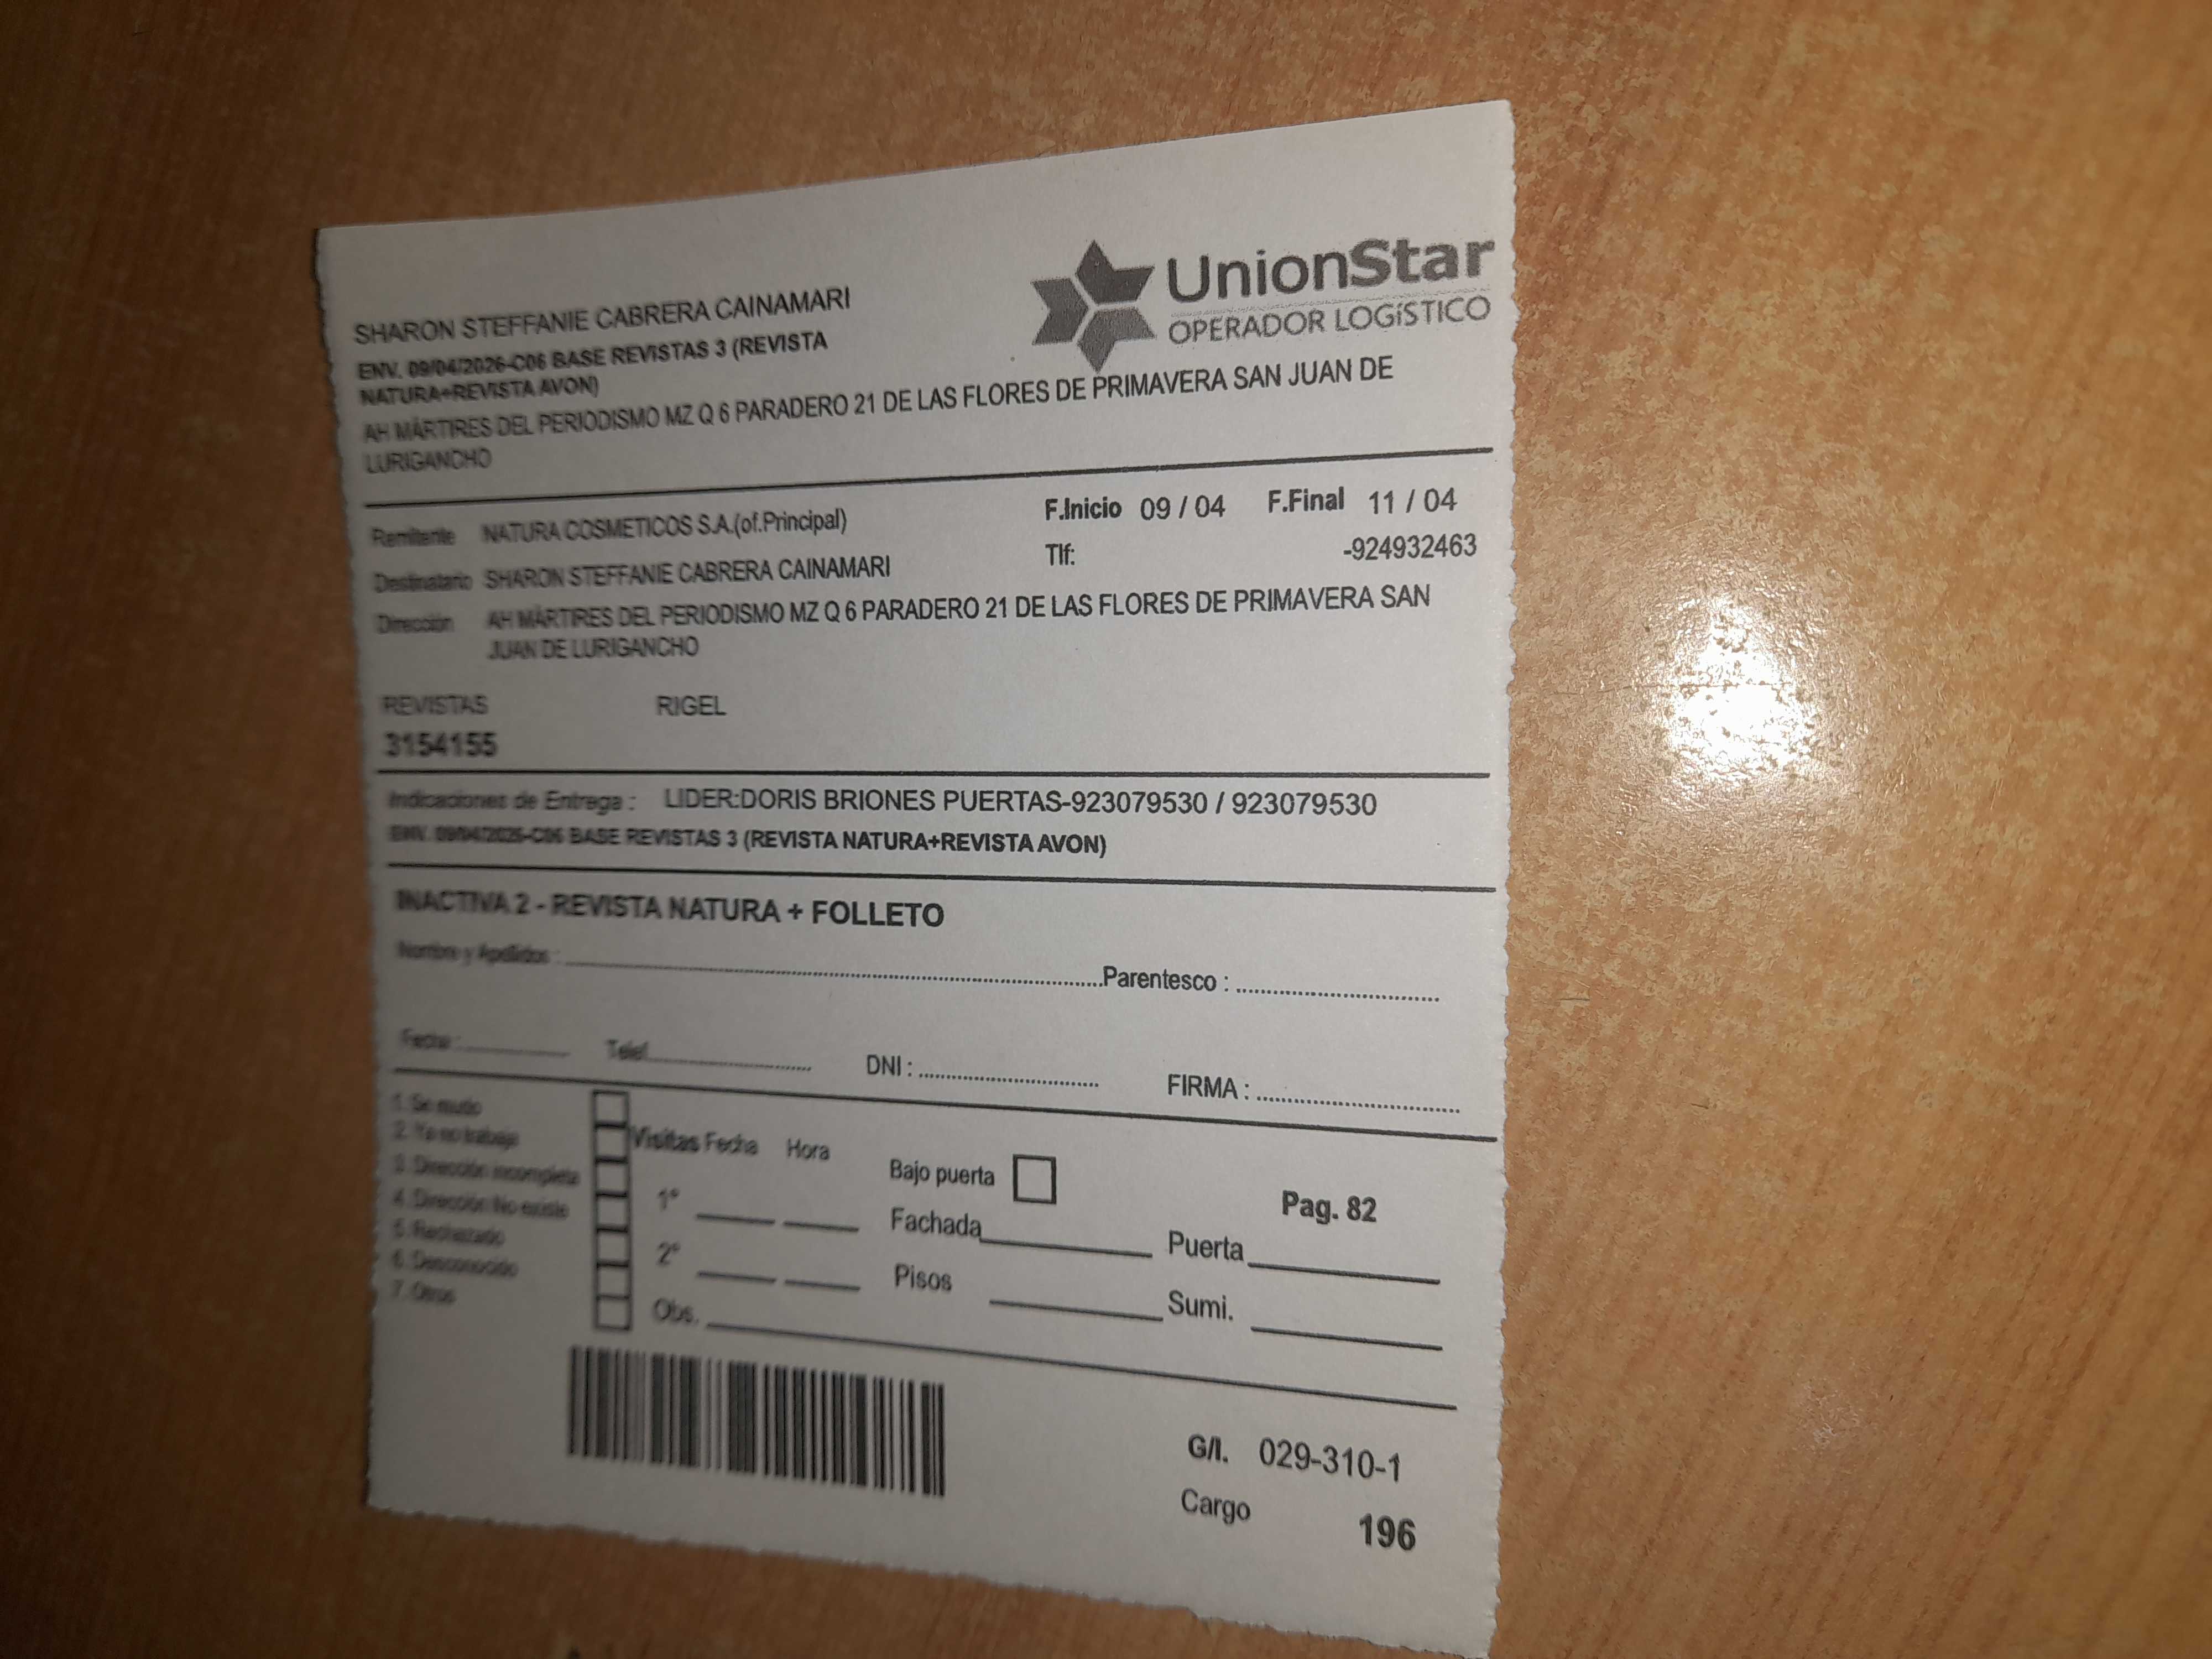 UnionStar
OPERADOR LOGíSTICO
SHARON STEFFANIE CABRERA CAINAMARI
ENV. 09/04/2026-C06 BASE REVISTAS 3 (REVISTA
NATURA+REVISTA AVON)
AH MÁRTIRES DEL PERIODISMO MZ Q 6 PARADERO 21 DE LAS FLORES DE PRIMAVERA SAN JUAN DE
LURIGANCHO
Remitente NATURA COSMETICOS S.A.(of.Principal) F.Inicio 09 / 04 F.Final 11 / 04
Destinatario SHARON STEFFANIE CABRERA CAINAMARI Tlf: -924932463
Dirección AH MÁRTIRES DEL PERIODISMO MZ Q 6 PARADERO 21 DE LAS FLORES DE PRIMAVERA SAN
JUAN DE LURIGANCHO
REVISTAS RIGEL
3154155
Indicaciones de Entrega : LIDER:DORIS BRIONES PUERTAS-923079530 / 923079530
ENV. 09/04/2026-C06 BASE REVISTAS 3 (REVISTA NATURA+REVISTA AVON)
INACTIVA 2 - REVISTA NATURA + FOLLETO
Nombre y Apellidos : Parentesco :
Fecha : Telef. DNI : FIRMA :
1. Se mudo
2. Ya no trabaja
3. Dirección incompleta
4. Dirección No existe
5. Rechazado
6. Desconocido
7. Otros
Visitas Fecha Hora
1°
2°
Obs.
Bajo puerta
Fachada
Pisos
Pag. 82
Puerta
Sumi.
G/I. 029-310-1
Cargo 196